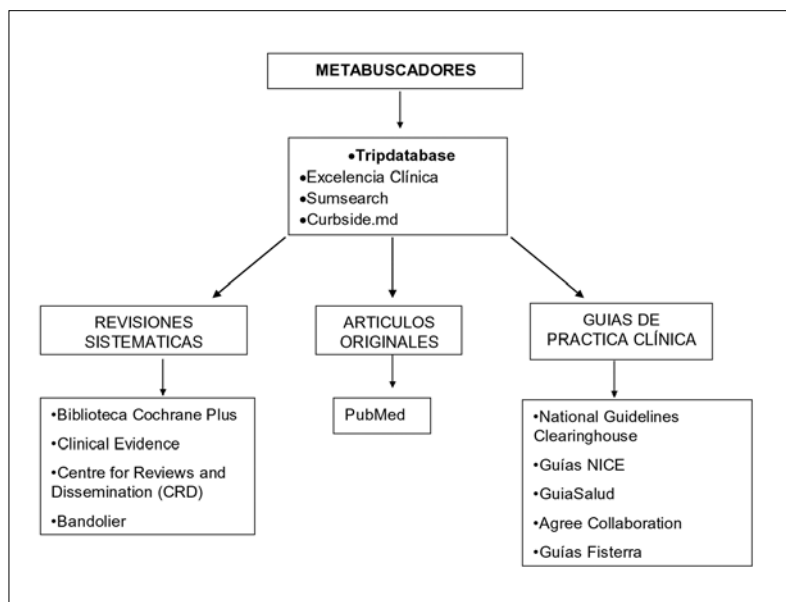 METABUSCADORES
•Tripdatabase
•Excelencia Clínica
•Sumsearch
•Curbside.md
REVISIONES
SISTEMATICAS
ARTICULOS
ORIGINALES
GUIAS DE
PRACTICA CLÍNICA
•Biblioteca Cochrane Plus
•Clinical Evidence
•Centre for Reviews and
Dissemination (CRD)
•Bandolier
PubMed
•National Guidelines
Clearinghouse
•Guías NICE
•GuiaSalud
•Agree Collaboration
•Guías Fisterra